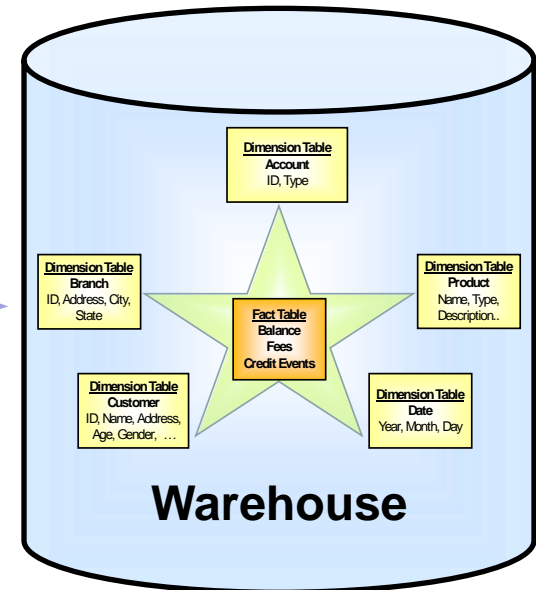 Dimension Table
Account
ID, Type
Dimension Table
Branch
ID, Address, City,
State
Dimension Table
Product
Name, Type,
Description..
Fact Table
Balance
Fees
Credit Events
Dimension Table
Customer
ID, Name, Address,
Age, Gender, …
Dimension Table
Date
Year, Month, Day
Warehouse